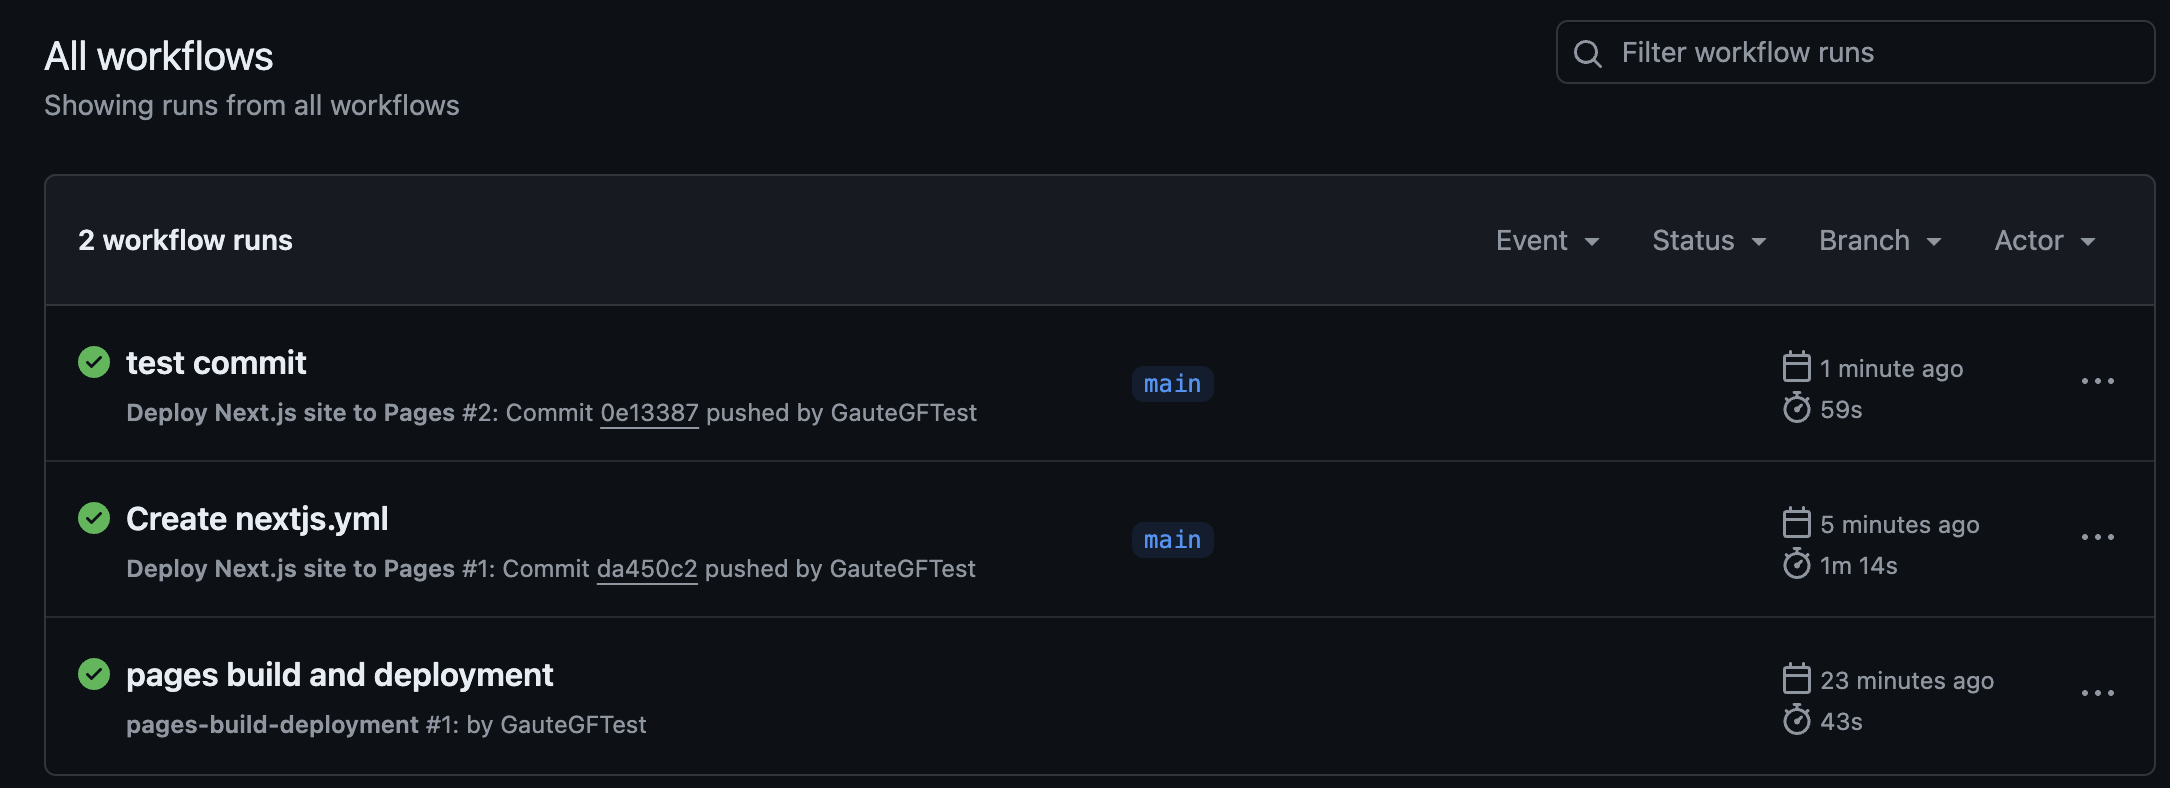 All workflows
Filter workflow runs
Showing runs from all workflows
2 workflow runs
Event
Status
Branch
Actor
test commit
Deploy Next.js site to Pages #2: Commit 0e13387 pushed by GauteGFTest
main
1 minute ago
59s
Create nextjs.yml
Deploy Next.js site to Pages #1: Commit da450c2 pushed by GauteGFTest
main
5 minutes ago
1m 14s
pages build and deployment
pages-build-deployment #1: by GauteGFTest
23 minutes ago
43s